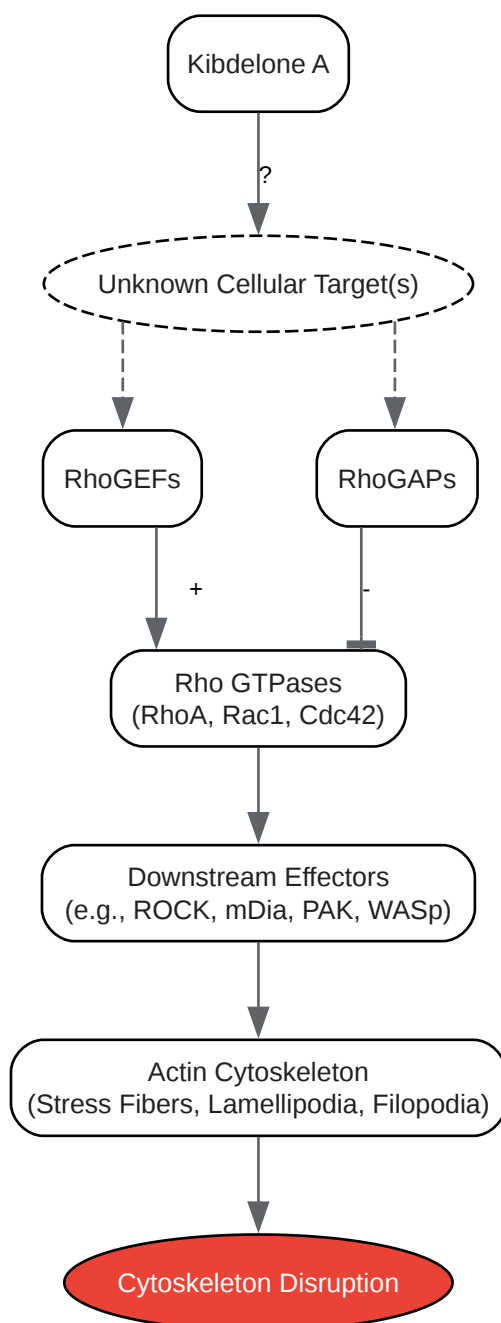 Kibdelone A
?
Unknown Cellular Target(s)
RhoGEFs
RhoGAPs
+
-
Rho GTPases
(RhoA, Rac1, Cdc42)
Downstream Effectors
(e.g., ROCK, mDia, PAK, WASp)
Actin Cytoskeleton
(Stress Fibers, Lamellipodia, Filopodia)
Cytoskeleton Disruption